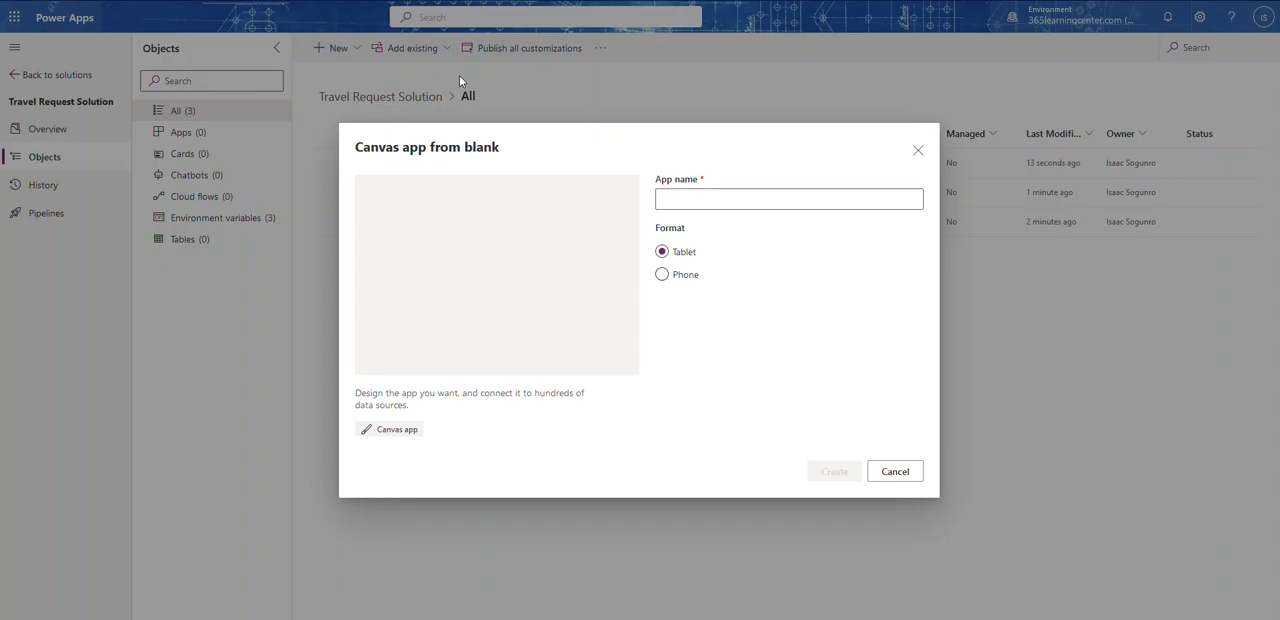 Power Apps
Search
Environment
365learningcenter.com (...
?
IS
Objects
New
Add existing
Publish all customizations
...
Search
Back to solutions
Search
Travel Request Solution > All
Travel Request Solution
All (3)
Overview
Apps (0)
Objects
Cards (0)
History
Chatbots (0)
Pipelines
Cloud flows (0)
Environment variables (3)
Tables (0)
Managed
Last Modifi...
Owner
Status
No
13 seconds ago
Isaac Sogunro
No
1 minute ago
Isaac Sogunro
No
2 minutes ago
Isaac Sogunro
Canvas app from blank
App name *
Format
Tablet
Phone
Design the app you want, and connect it to hundreds of
data sources.
Canvas app
Create
Cancel